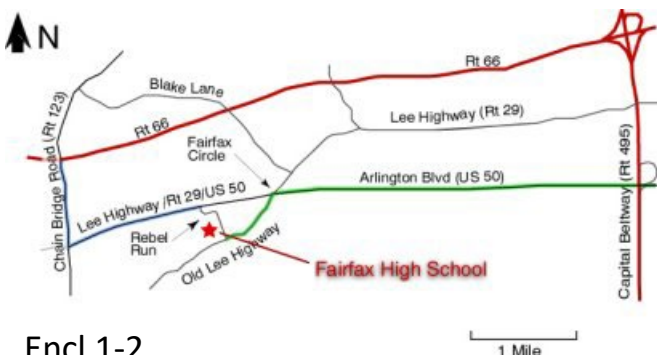 N
Rt 66
Blake Lane
Chain Bridge Road (Rt 123)
Rt 66
Lee Highway (Rt 29)
Fairfax
Circle
Arlington Blvd (US 50)
Lee Highway /Rt 29/US 50
Capital Beltway (Rt 495)
Rebel
Run
Old Lee Highway
Fairfax High School
Encl 1-2
1 Mile